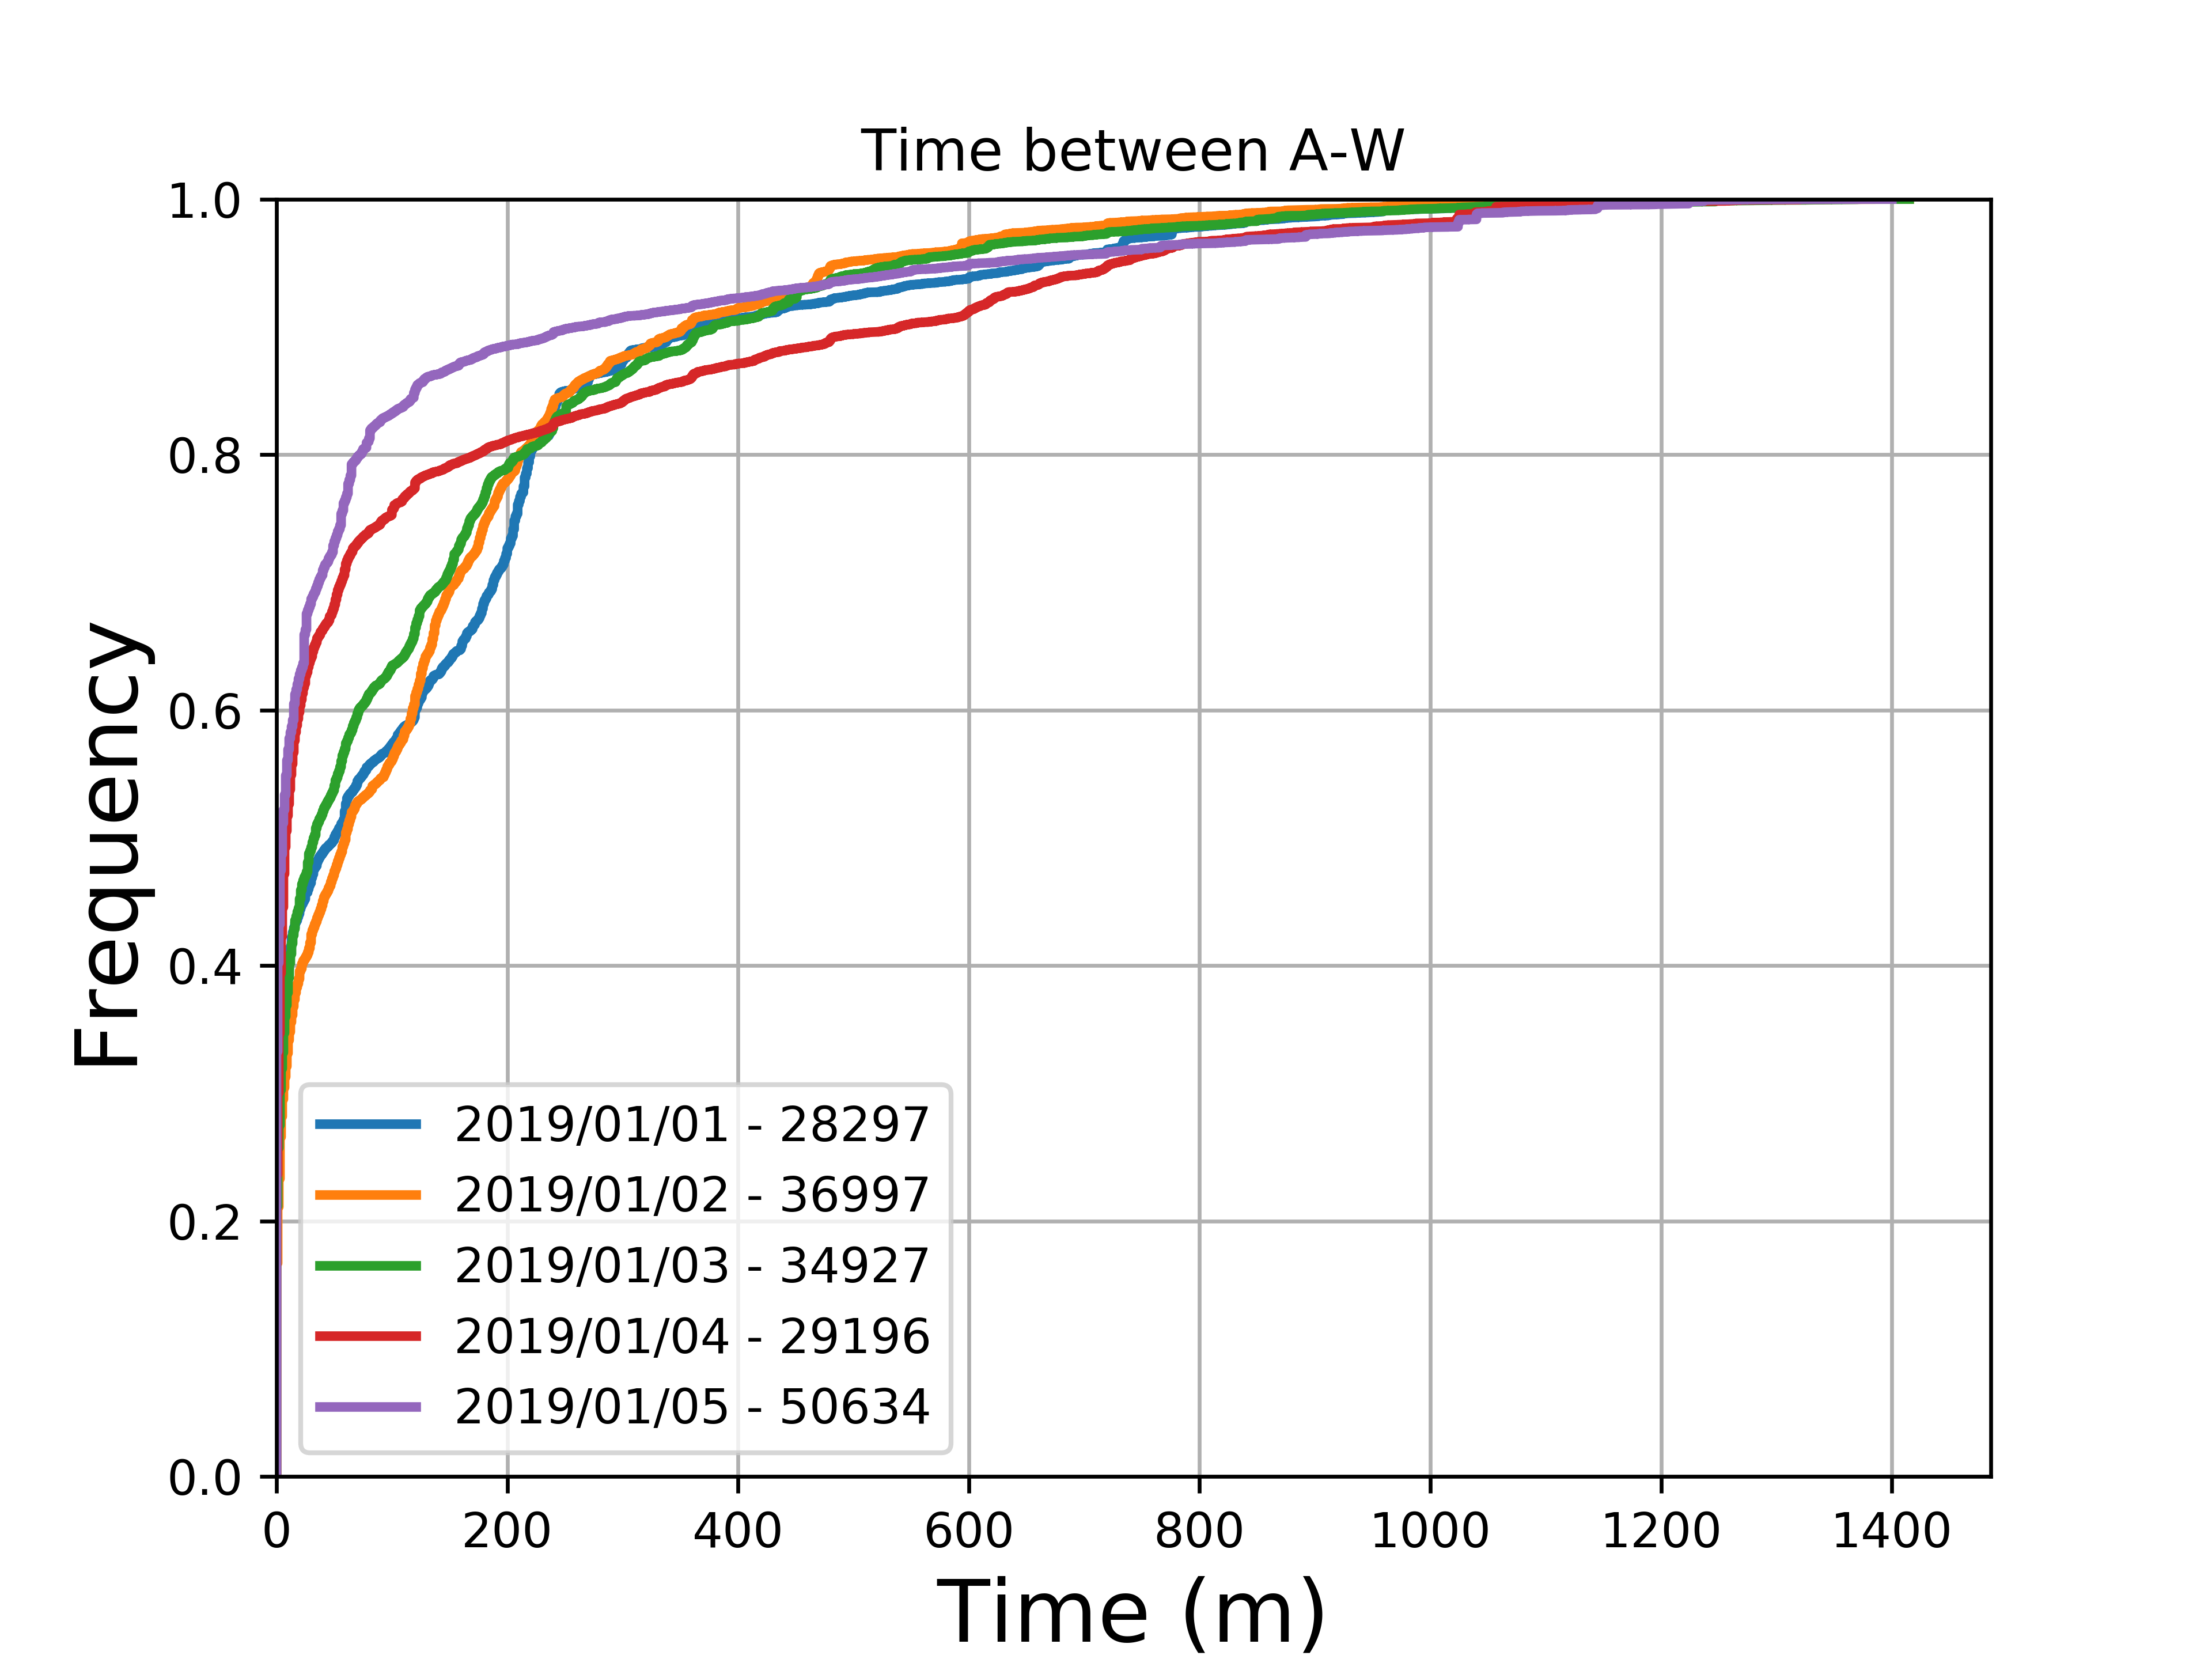 Time between A-W
1.0
0.8
0.6
0.4
0.2
0.0
Frequency
2019/01/01 - 28297
2019/01/02 - 36997
2019/01/03 - 34927
2019/01/04 - 29196
2019/01/05 - 50634
0 200 400 600 800 1000 1200 1400
Time (m)